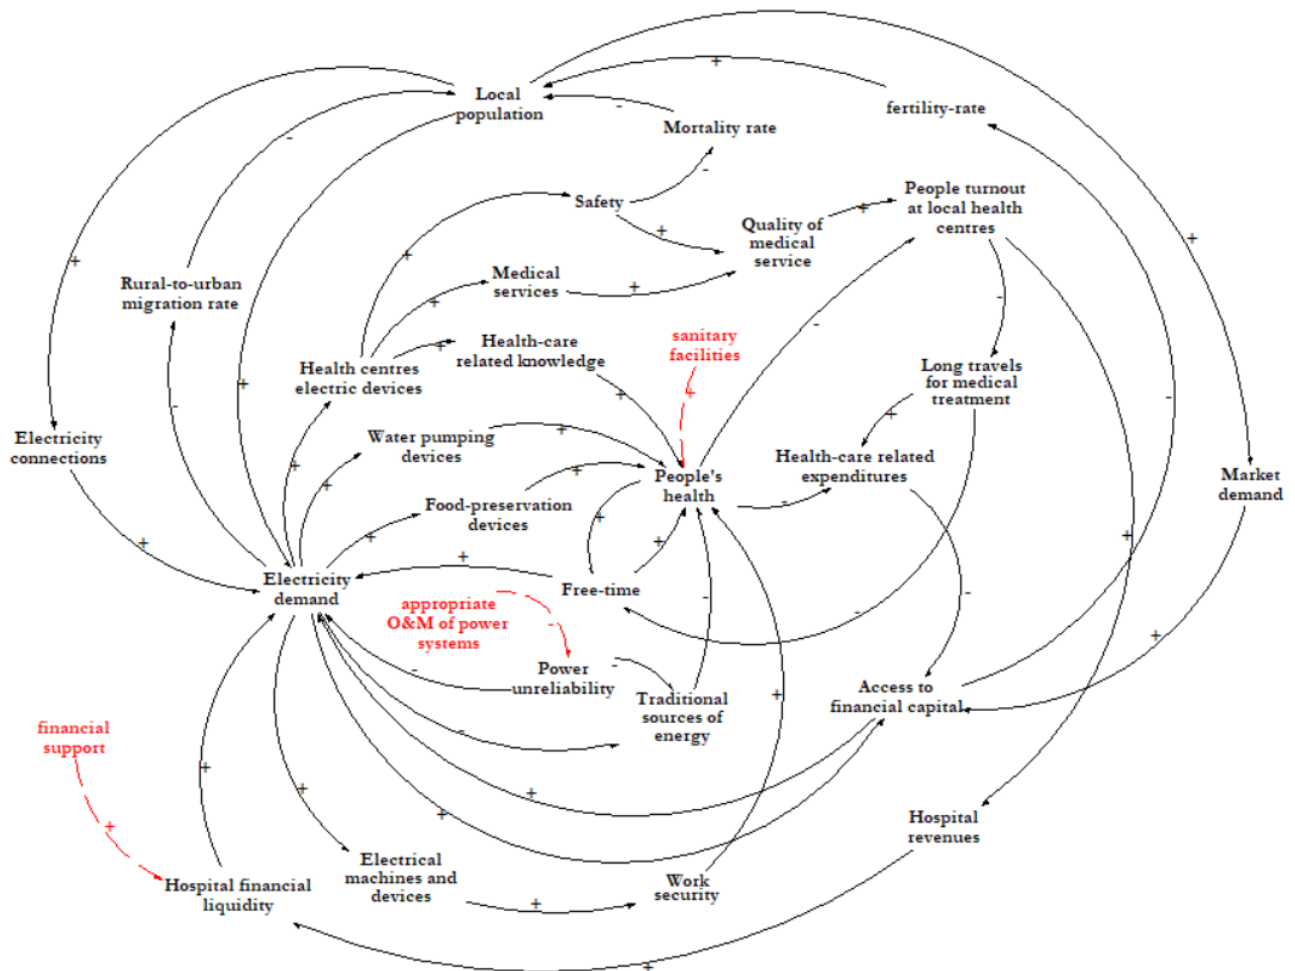 Local
population
fertility-rate
Mortality rate
People turnout
at local health
centres
Safety
Quality of
medical
service
Rural-to-urban
migration rate
Medical
services
sanitary
facilities
Health-care
related knowledge
Health centres
electric devices
Long travels
for medical
treatment
Electricity
connections
Water pumping
devices
Health-care related
expenditures
People's
health
Market
demand
Food-preservation
devices
Electricity
demand
Free-time
appropriate
O&M of power
systems
Power
unreliability
Traditional
sources of
energy
Access to
financial capital
financial
support
Hospital
revenues
Electrical
machines and
devices
Hospital financial
liquidity
Work
security
+
+
-
-
-
+
+
+
+
+
+
+
-
-
+
+
-
-
+
+
+
+
+
+
+
+
-
+
+
+
+
-
+
-
-
-
-
-
-
+
+
+
+
+
+
+
+
+